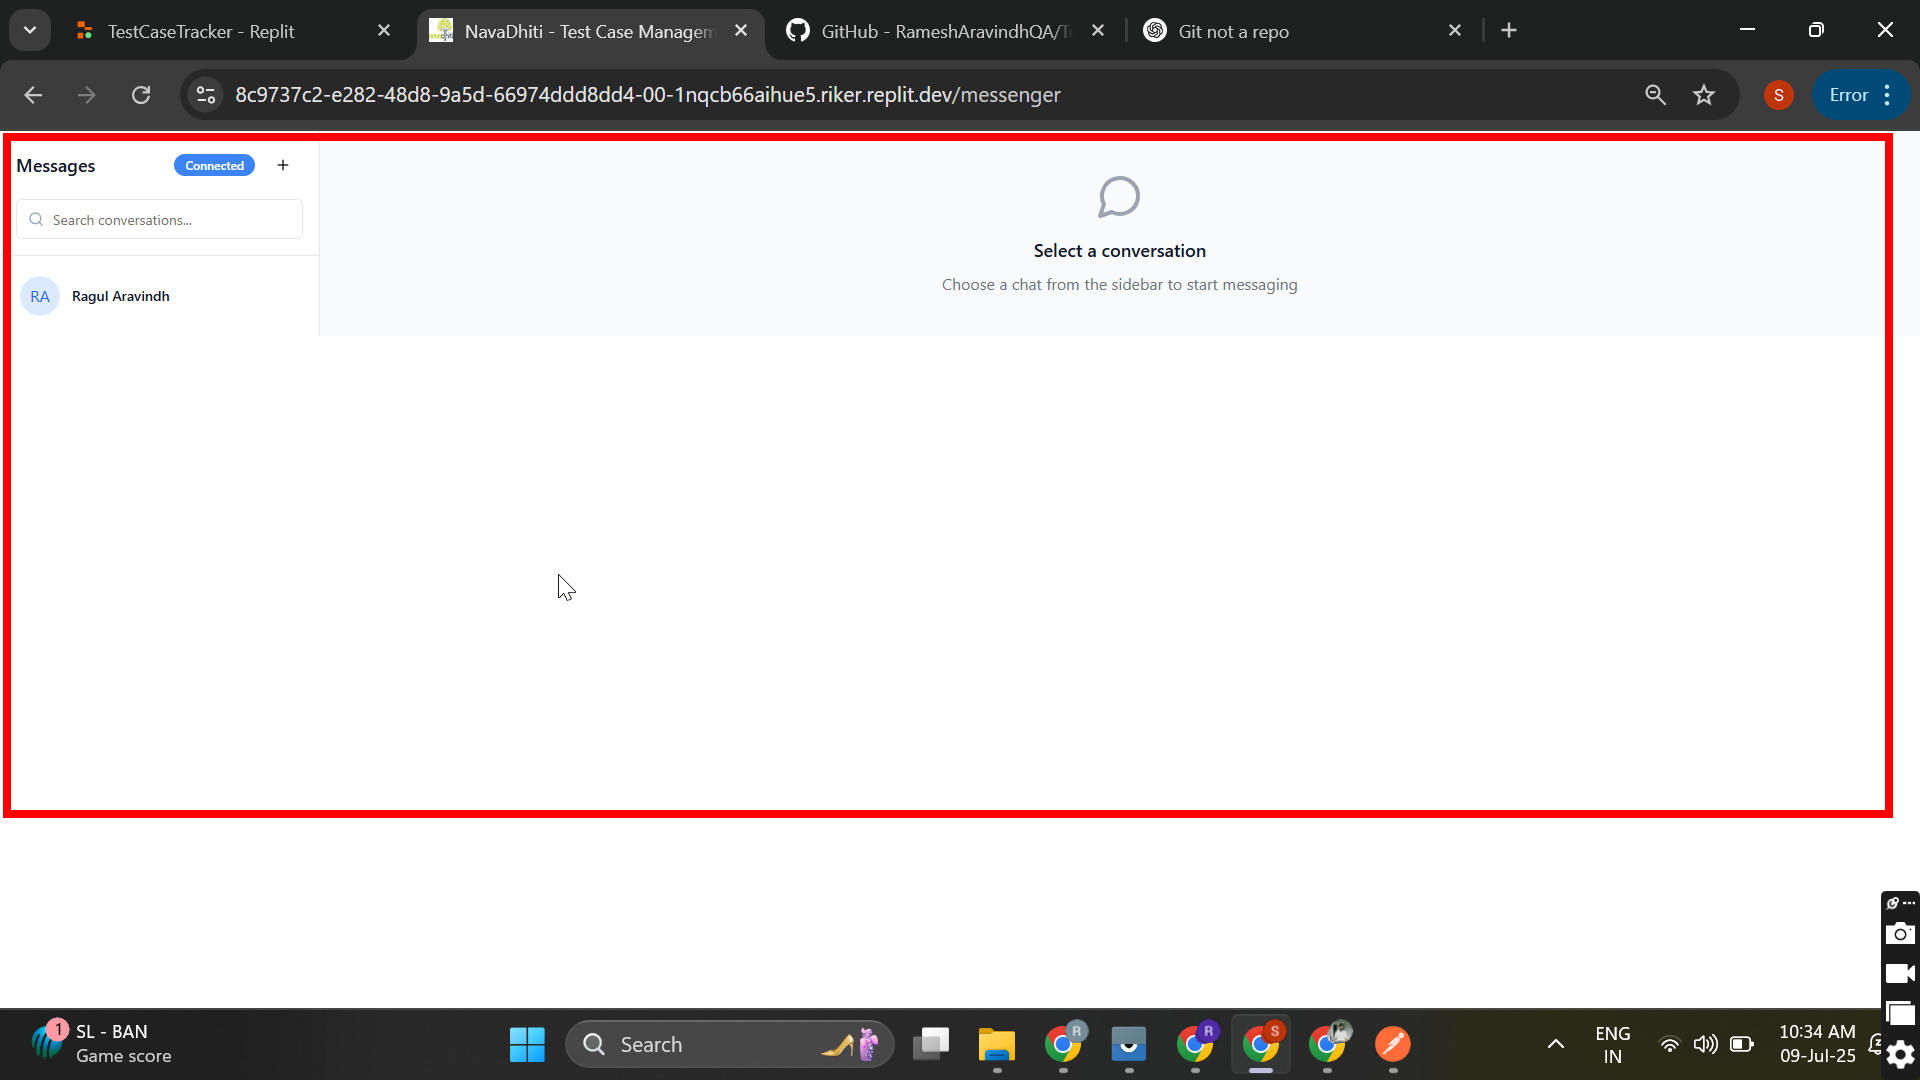 TestCaseTracker - Replit
NavaDhiti - Test Case Managem
GitHub - RameshAravindhQA/Te
Git not a repo
8c9737c2-e282-48d8-9a5d-66974ddd8dd4-00-1nqcb66aihue5.riker.replit.dev/messenger
S
Error
Messages
Connected
Search conversations...
RA
Ragul Aravindh
Select a conversation
Choose a chat from the sidebar to start messaging
1
SL - BAN
Game score
Search
R
R
S
ENG
IN
10:34 AM
09-Jul-25